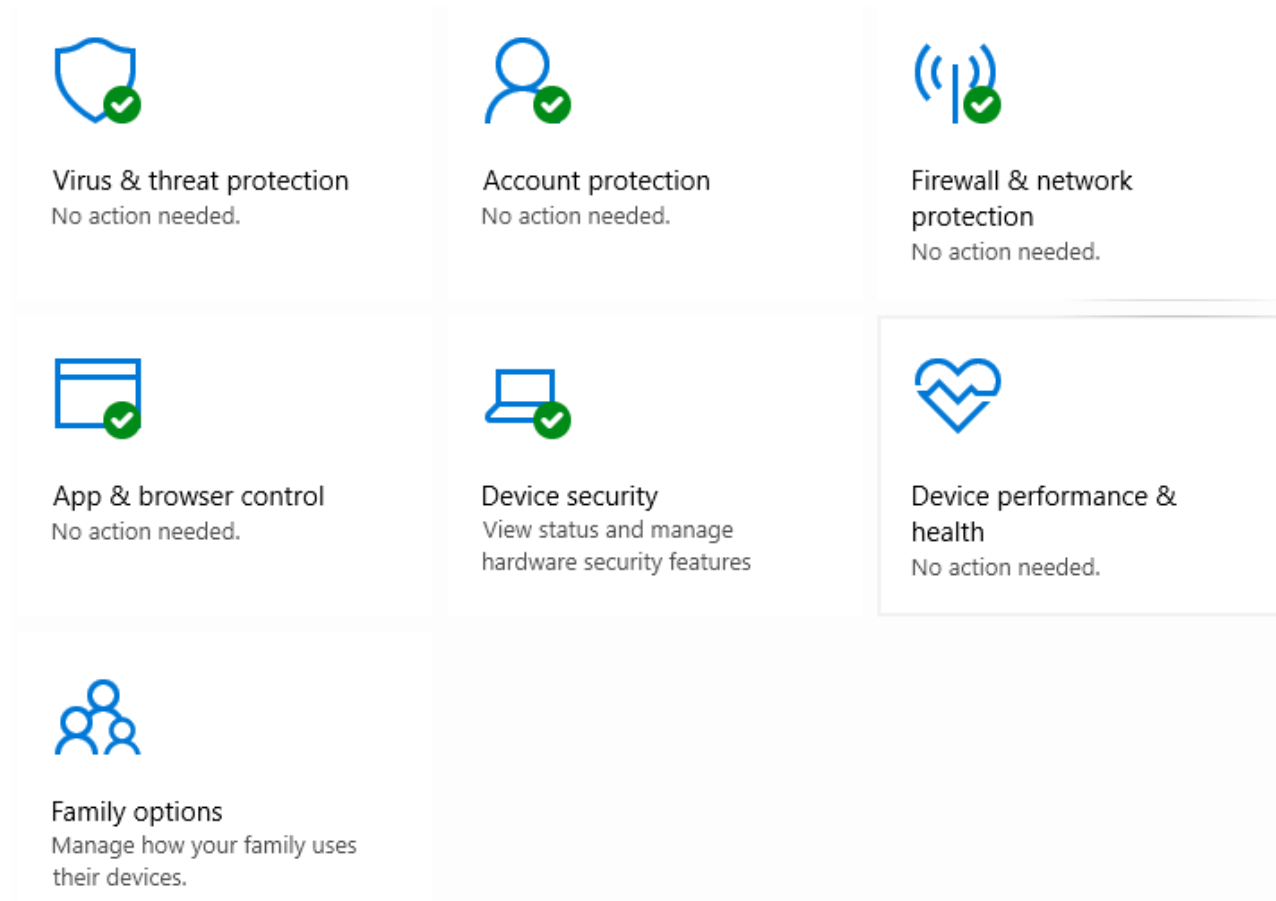 Virus & threat protection
No action needed.
Account protection
No action needed.
Firewall & network
protection
No action needed.
App & browser control
No action needed.
Device security
View status and manage
hardware security features
Device performance &
health
No action needed.
Family options
Manage how your family uses
their devices.